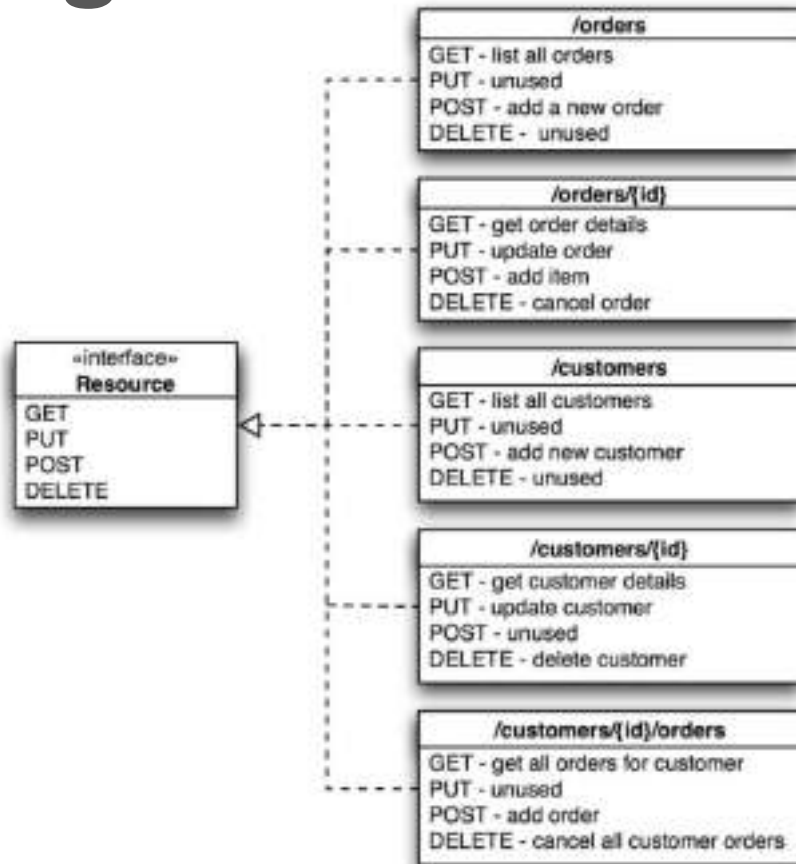 /orders
GET - list all orders
PUT - unused
POST - add a new order
DELETE - unused
/orders/{id}
GET - get order details
PUT - update order
POST - add item
DELETE - cancel order
«interface»
Resource
GET
PUT
POST
DELETE
/customers
GET - list all customers
PUT - unused
POST - add new customer
DELETE - unused
/customers/{id}
GET - get customer details
PUT - update customer
POST - unused
DELETE - delete customer
/customers/{id}/orders
GET - get all orders for customer
PUT - unused
POST - add order
DELETE - cancel all customer orders